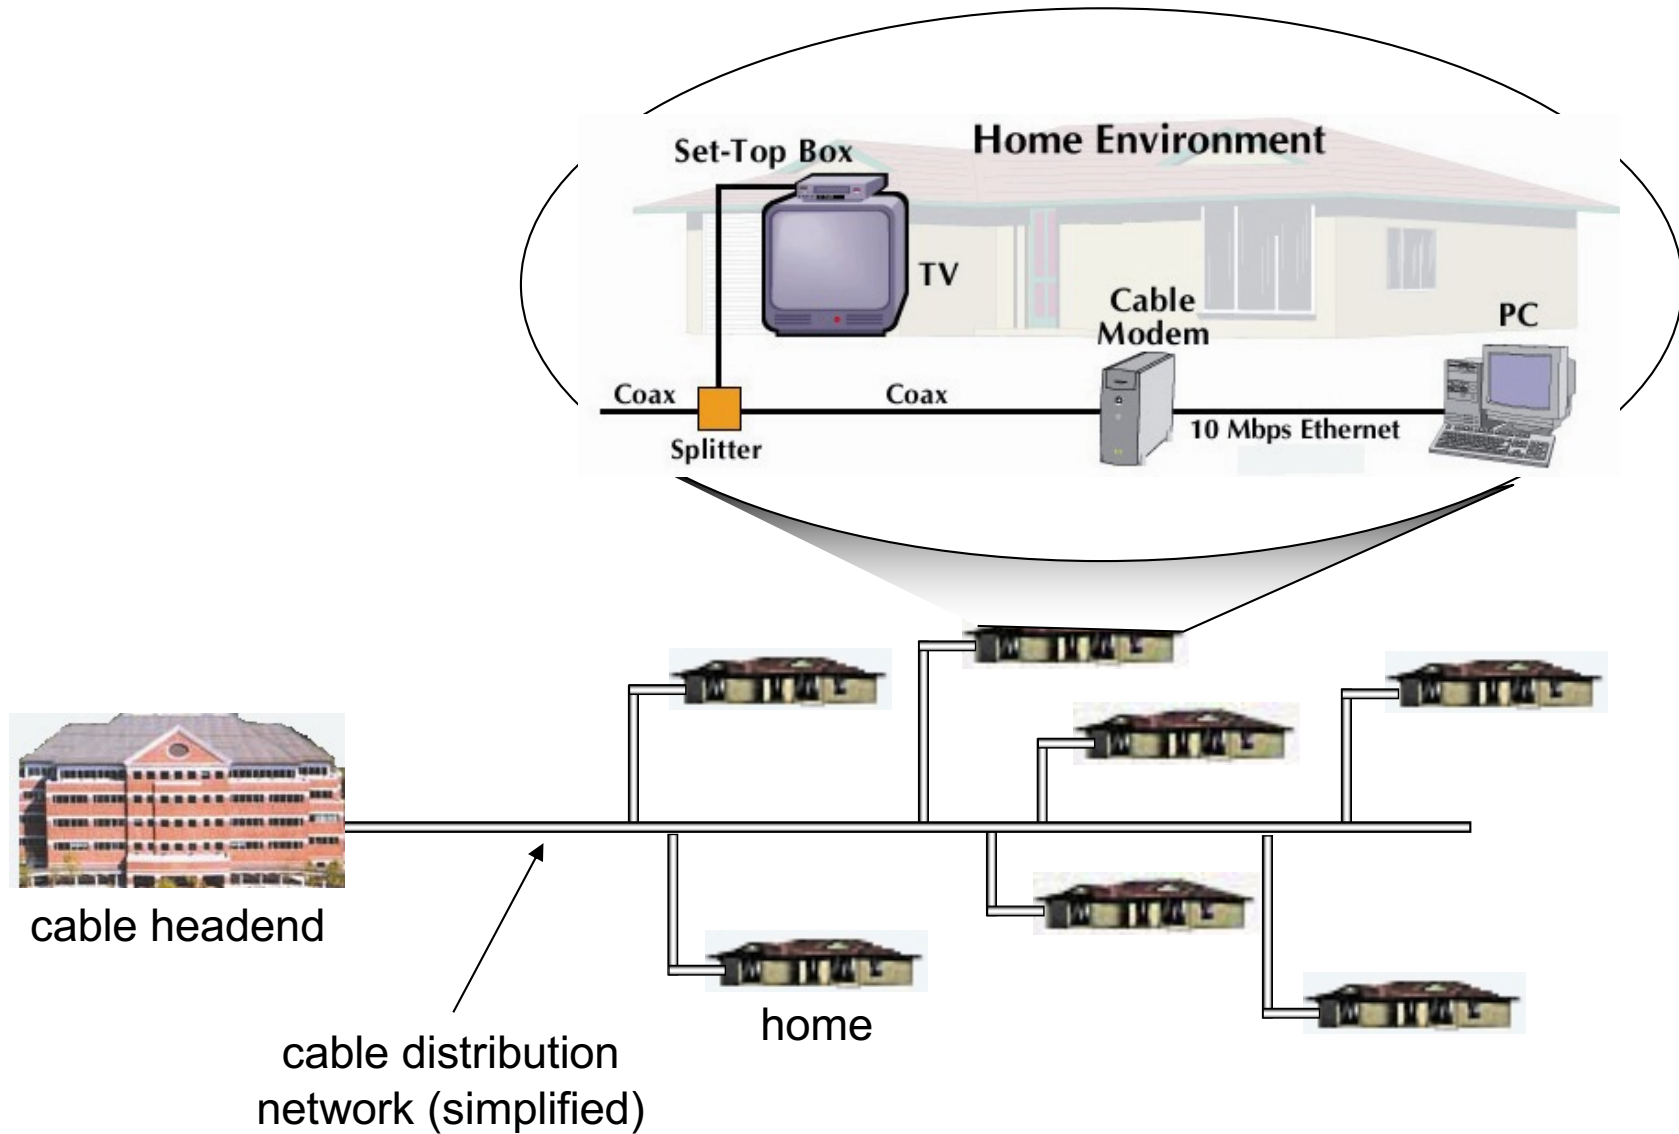 Home Environment
Set-Top Box
TV
Cable
Modem
PC
Coax
Coax
10 Mbps Ethernet
Splitter
cable headend
home
cable distribution
network (simplified)